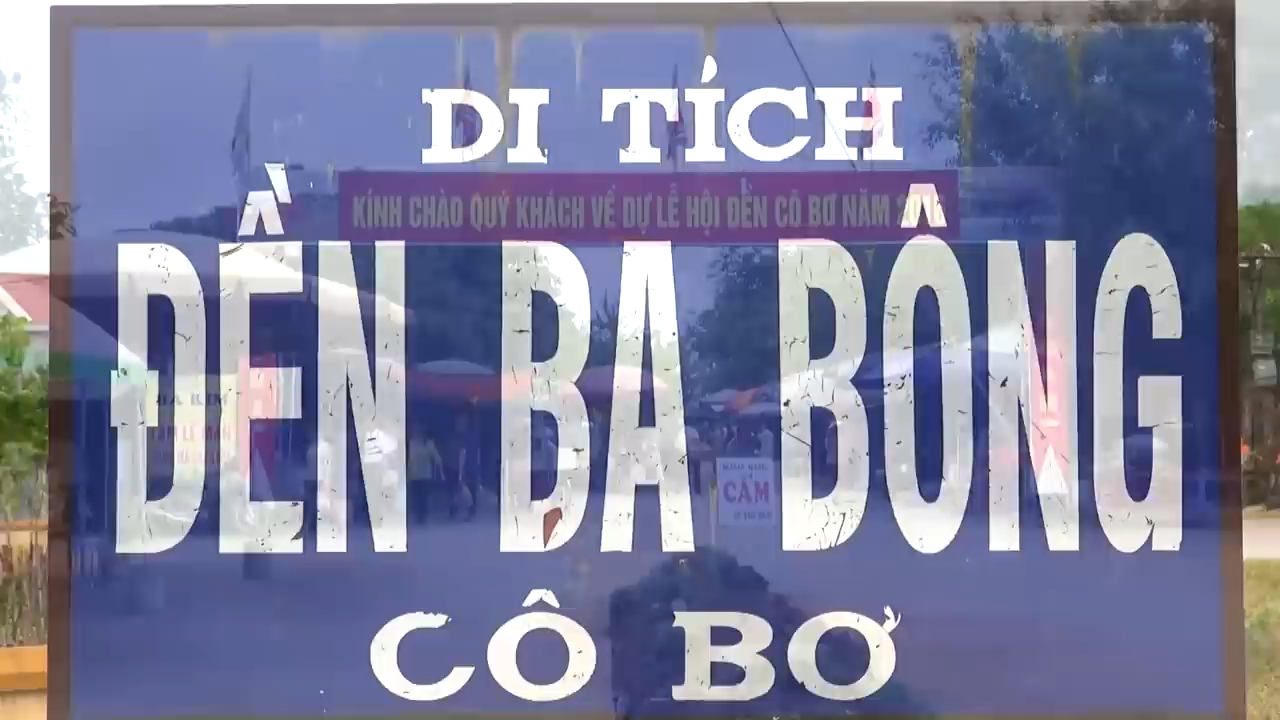 DI TÍCH
KÍNH CHÀO QUÝ KHÁCH VỀ DỰ LỄ HỘI ĐỀN CÔ BƠ NĂM
ĐỀN BA BÔNG
CẤM
CÔ BƠ